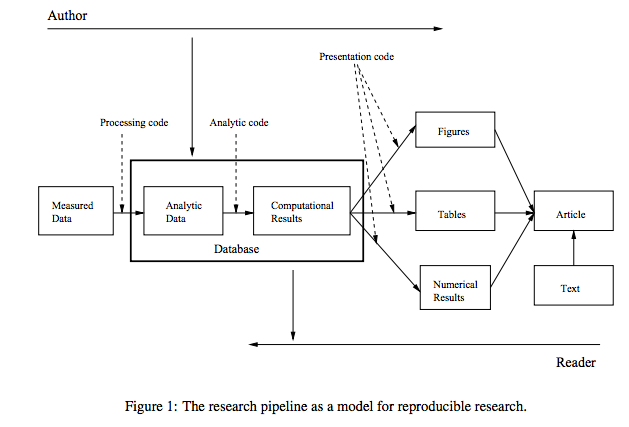 Author
Presentation code
Processing code
Analytic code
Figures
Measured
Data
Analytic
Data
Computational
Results
Tables
Article
Database
Numerical
Results
Text
Reader
Figure 1: The research pipeline as a model for reproducible research.